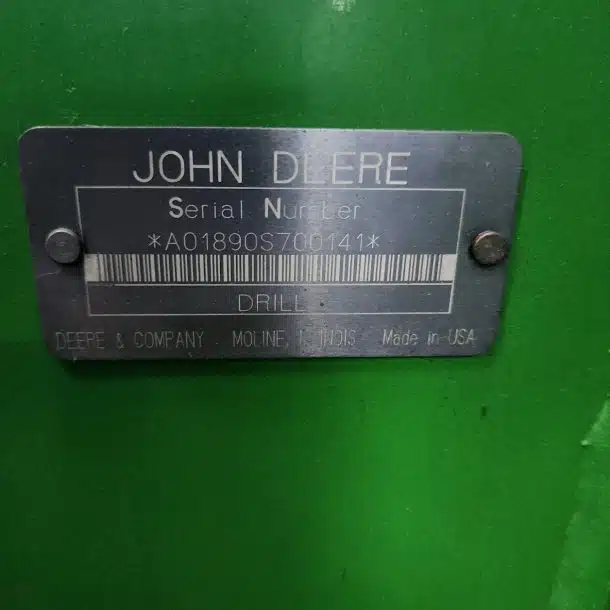 JOHN DEERE
Serial Number
*A01890S700141*
DRILL
DEERE & COMPANY MOLINE, ILLINOIS Made in USA